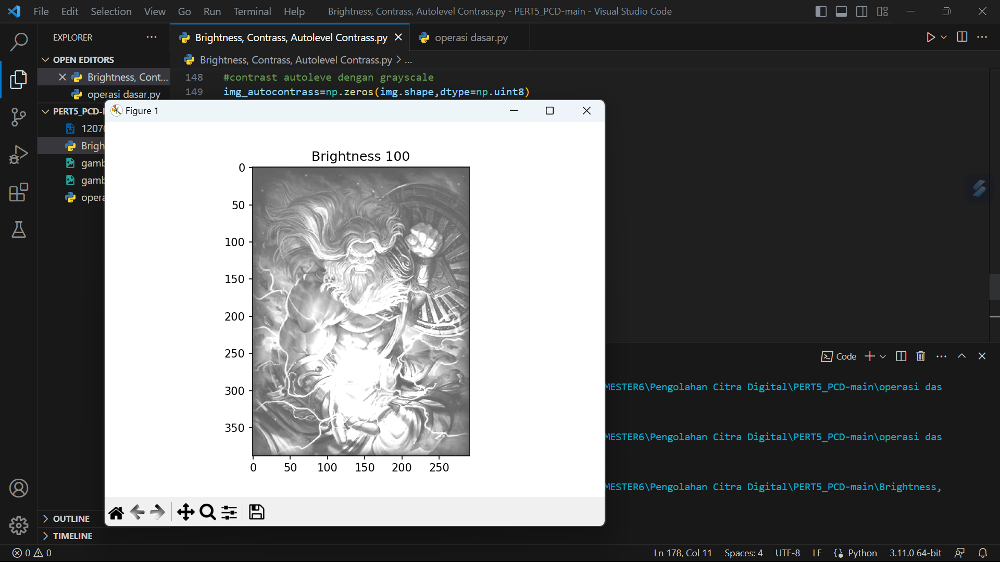 File Edit Selection View Go Run Terminal Help
Brightness, Contrass, Autolevel Contrass.py - PERT5_PCD-main - Visual Studio Code
EXPLORER
OPEN EDITORS
Brightness, Cont...
operasi dasar.py
PERT5_PCD-
1207
Brigh
gamb
gamb
opera
OUTLINE
TIMELINE
Brightness, Contrass, Autolevel Contrass.py
operasi dasar.py
Brightness, Contrass, Autolevel Contrass.py > ...
148 #contrast autoleve dengan grayscale
149 img_autocontrass=np.zeros(img.shape,dtype=np.uint8)
Figure 1
Brightness 100
0
50
100
150
200
250
300
350
0 50 100 150 200 250
Code
MESTER6\Pengolahan Citra Digital\PERT5_PCD-main\operasi das
MESTER6\Pengolahan Citra Digital\PERT5_PCD-main\operasi das
MESTER6\Pengolahan Citra Digital\PERT5_PCD-main\Brightness,
0 0
Ln 178, Col 11 Spaces: 4 UTF-8 LF Python 3.11.0 64-bit